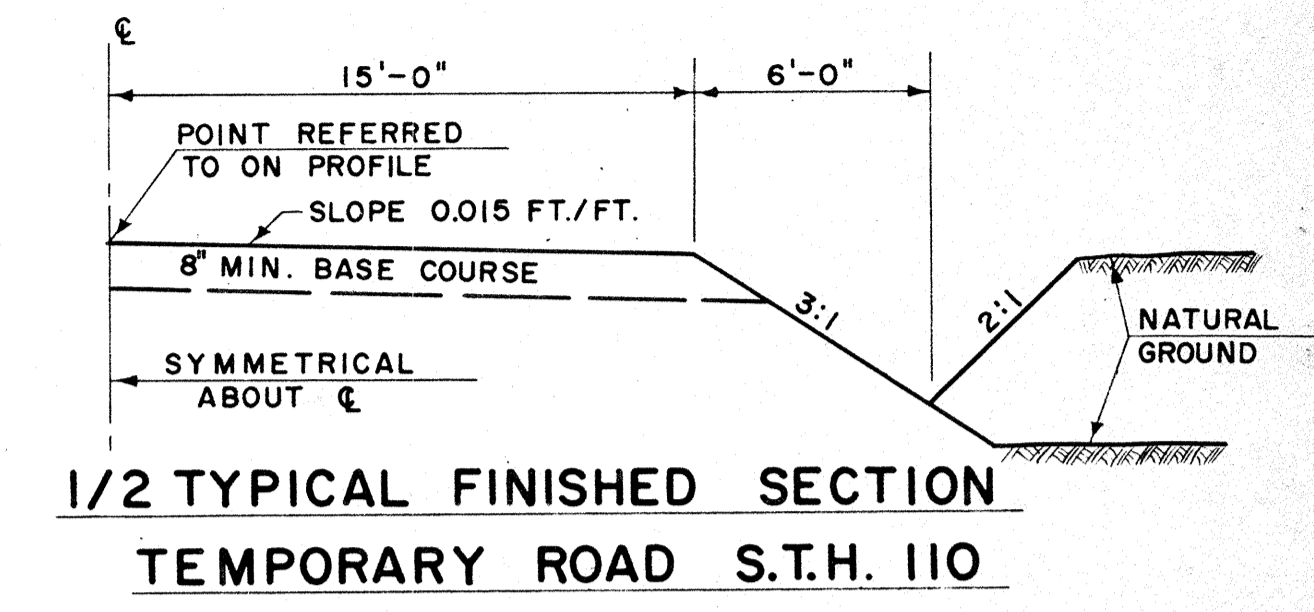 ℄
15'-0"
6'-0"
POINT REFERRED
TO ON PROFILE
SLOPE 0.015 FT./FT.
8" MIN. BASE COURSE
3:1
2:1
NATURAL
GROUND
SYMMETRICAL
ABOUT ℄
1/2 TYPICAL FINISHED SECTION
TEMPORARY ROAD S.T.H. 110